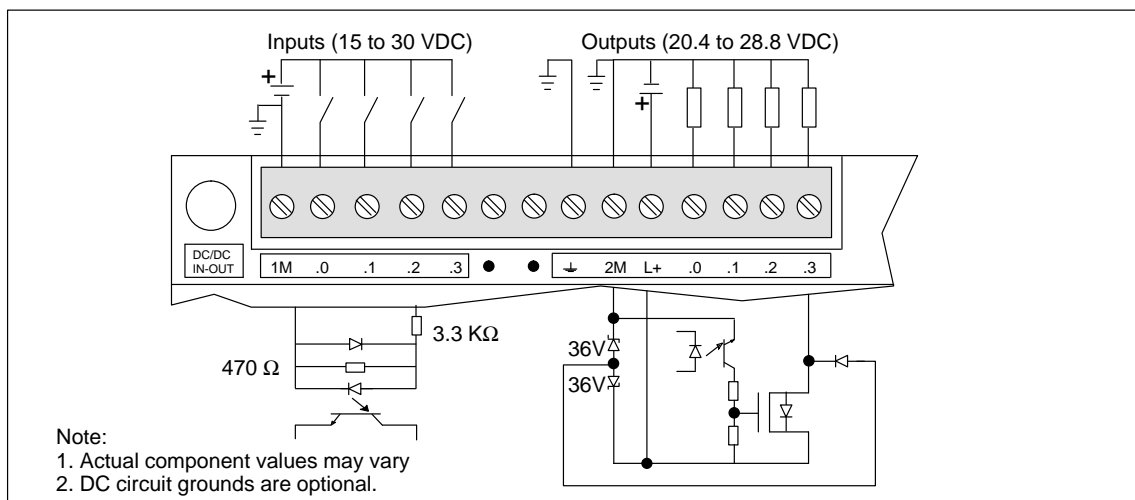 Inputs (15 to 30 VDC)
Outputs (20.4 to 28.8 VDC)
+
+
DC/DC
IN-OUT
1M .0 .1 .2 .3 2M L+ .0 .1 .2 .3
3.3 KΩ
470 Ω
36V
36V
Note:
1. Actual component values may vary
2. DC circuit grounds are optional.